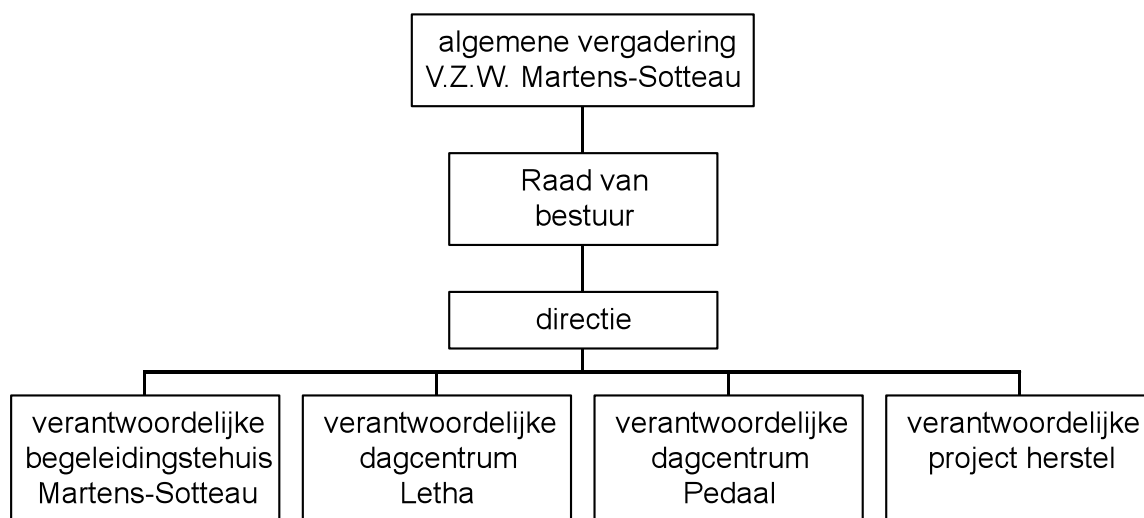 algemene vergadering
V.Z.W. Martens-Sotteau
Raad van
bestuur
directie
verantwoordelijke
begeleidingstehuis
Martens-Sotteau
verantwoordelijke
dagcentrum
Letha
verantwoordelijke
dagcentrum
Pedaal
verantwoordelijke
project herstel